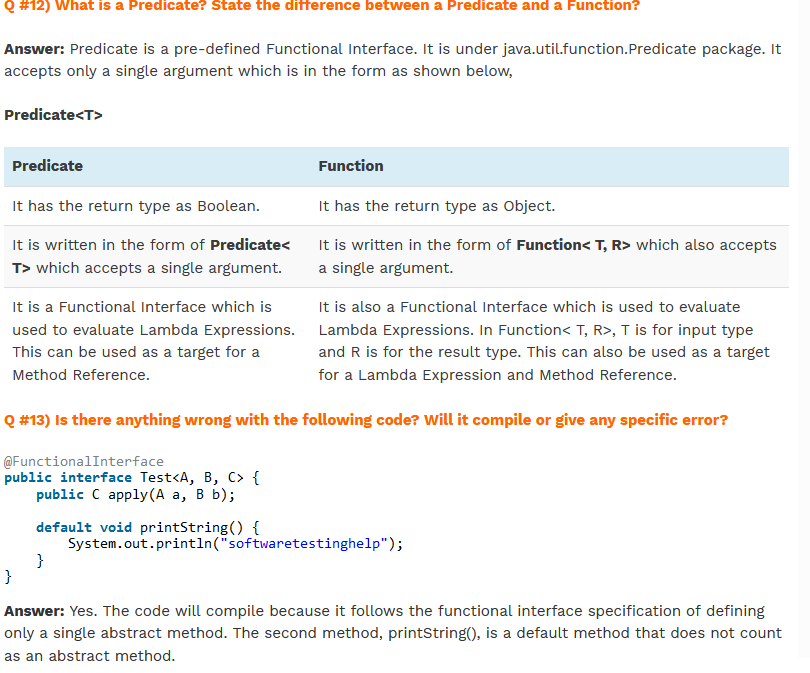 Q #12) What is a Predicate? State the difference between a Predicate and a Function?
Answer: Predicate is a pre-defined Functional Interface. It is under java.util.function.Predicate package. It
accepts only a single argument which is in the form as shown below,
Predicate<T>
Predicate Function
It has the return type as Boolean. It has the return type as Object.
It is written in the form of Predicate< It is written in the form of Function< T, R> which also accepts
T> which accepts a single argument. a single argument.
It is a Functional Interface which is It is also a Functional Interface which is used to evaluate
used to evaluate Lambda Expressions. Lambda Expressions. In Function< T, R>, T is for input type
This can be used as a target for a and R is for the result type. This can also be used as a target
Method Reference. for a Lambda Expression and Method Reference.
Q #13) Is there anything wrong with the following code? Will it compile or give any specific error?
@FunctionalInterface
public interface Test<A, B, C> {
    public C apply(A a, B b);
    default void printString() {
        System.out.println("softwaretestinghelp");
    }
}
Answer: Yes. The code will compile because it follows the functional interface specification of defining
only a single abstract method. The second method, printString(), is a default method that does not count
as an abstract method.